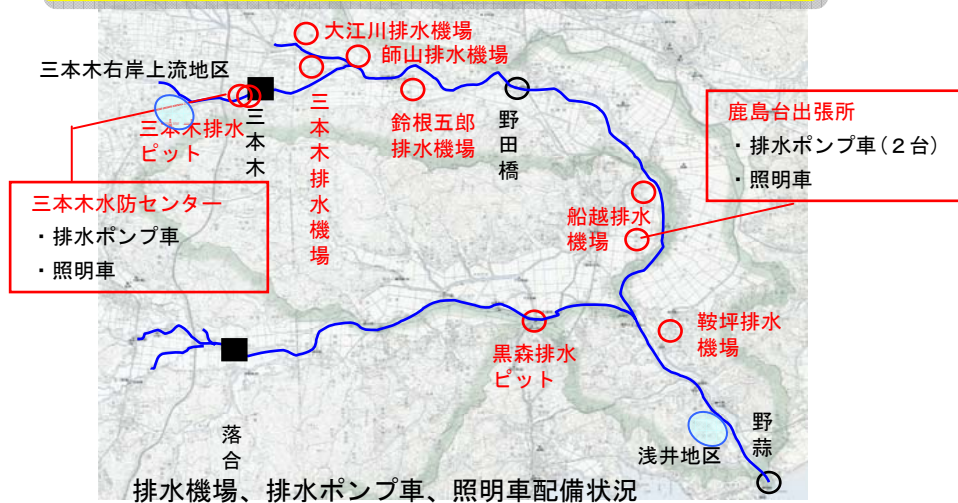 大江川排水機場
師山排水機場
三本木右岸上流地区
三本木排水
ピット
三本木
三本木排水機場
鈴根五郎
排水機場
野田橋
鹿島台出張所
・排水ポンプ車（２台）
・照明車
三本木水防センター
・排水ポンプ車
・照明車
船越排水
機場
鞍坪排水
機場
黒森排水
ピット
落合
浅井地区
野蒜
排水機場、排水ポンプ車、照明車配備状況